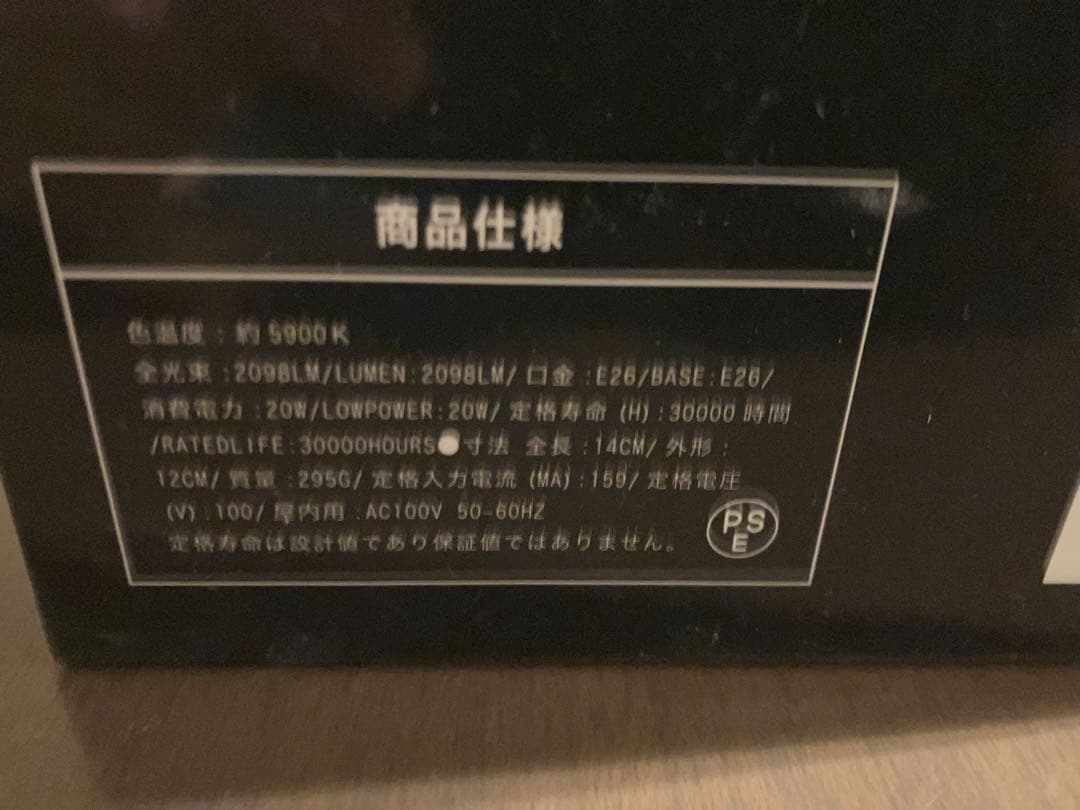 商品仕様
色温度：約5900K
全光束：2098LM/LUMEN:2098LM/口金：E26/BASE:E26/
消費電力：20W/LOWPOWER:20W/定格寿命(H)：30000時間
/RATEDLIFE:30000HOURS●寸法 全長：14CM/外形：
12CM/質量：295G/定格入力電流(MA)：159/定格電圧
(V)：100/屋内用：AC100V 50-60HZ
定格寿命は設計値であり保証値ではありません。
PSE